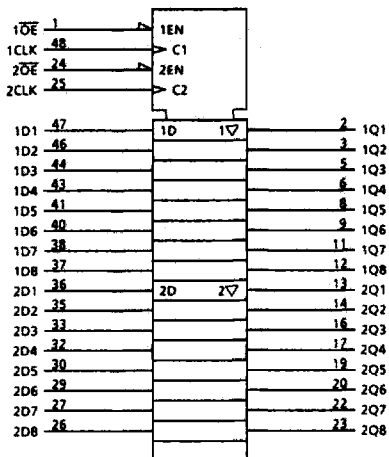 1O̅E̅ 1 1EN
1CLK 48 C1
2O̅E̅ 24 2EN
2CLK 25 C2
1D1 47 1D 1▽ 2 1Q1
1D2 46 3 1Q2
1D3 44 5 1Q3
1D4 43 6 1Q4
1D5 41 8 1Q5
1D6 40 9 1Q6
1D7 38 11 1Q7
1D8 37 12 1Q8
2D1 36 2D 2▽ 13 2Q1
2D2 35 14 2Q2
2D3 33 16 2Q3
2D4 32 17 2Q4
2D5 30 19 2Q5
2D6 29 20 2Q6
2D7 27 22 2Q7
2D8 26 23 2Q8